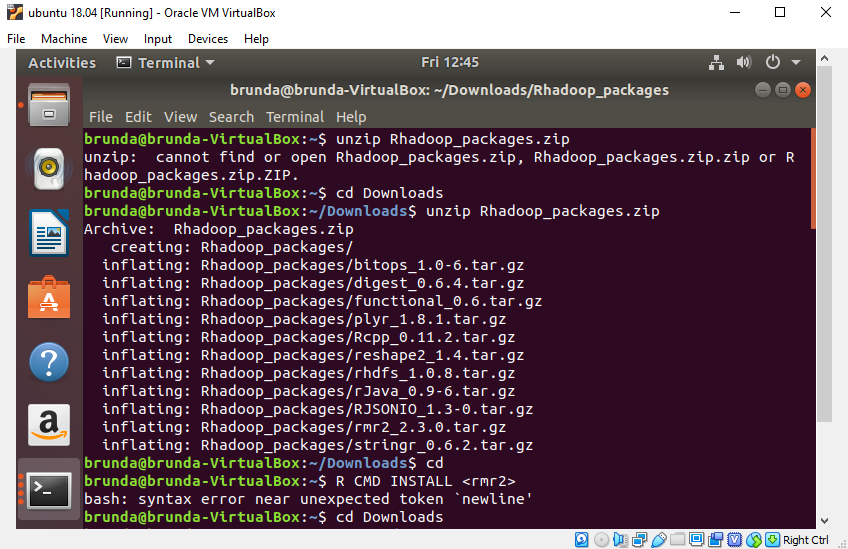 ubuntu 18.04 [Running] - Oracle VM VirtualBox
File Machine View Input Devices Help
Activities Terminal Fri 12:45
brunda@brunda-VirtualBox: ~/Downloads/Rhadoop_packages
File Edit View Search Terminal Help
brunda@brunda-VirtualBox:~$ unzip Rhadoop_packages.zip
unzip:  cannot find or open Rhadoop_packages.zip, Rhadoop_packages.zip.zip or R
hadoop_packages.zip.ZIP.
brunda@brunda-VirtualBox:~$ cd Downloads
brunda@brunda-VirtualBox:~/Downloads$ unzip Rhadoop_packages.zip
Archive:  Rhadoop_packages.zip
   creating: Rhadoop_packages/
  inflating: Rhadoop_packages/bitops_1.0-6.tar.gz
  inflating: Rhadoop_packages/digest_0.6.4.tar.gz
  inflating: Rhadoop_packages/functional_0.6.tar.gz
  inflating: Rhadoop_packages/plyr_1.8.1.tar.gz
  inflating: Rhadoop_packages/Rcpp_0.11.2.tar.gz
  inflating: Rhadoop_packages/reshape2_1.4.tar.gz
  inflating: Rhadoop_packages/rhdfs_1.0.8.tar.gz
  inflating: Rhadoop_packages/rJava_0.9-6.tar.gz
  inflating: Rhadoop_packages/RJSONIO_1.3-0.tar.gz
  inflating: Rhadoop_packages/rmr2_2.3.0.tar.gz
  inflating: Rhadoop_packages/stringr_0.6.2.tar.gz
brunda@brunda-VirtualBox:~/Downloads$ cd
brunda@brunda-VirtualBox:~$ R CMD INSTALL <rmr2>
bash: syntax error near unexpected token `newline'
brunda@brunda-VirtualBox:~$ cd Downloads
Right Ctrl